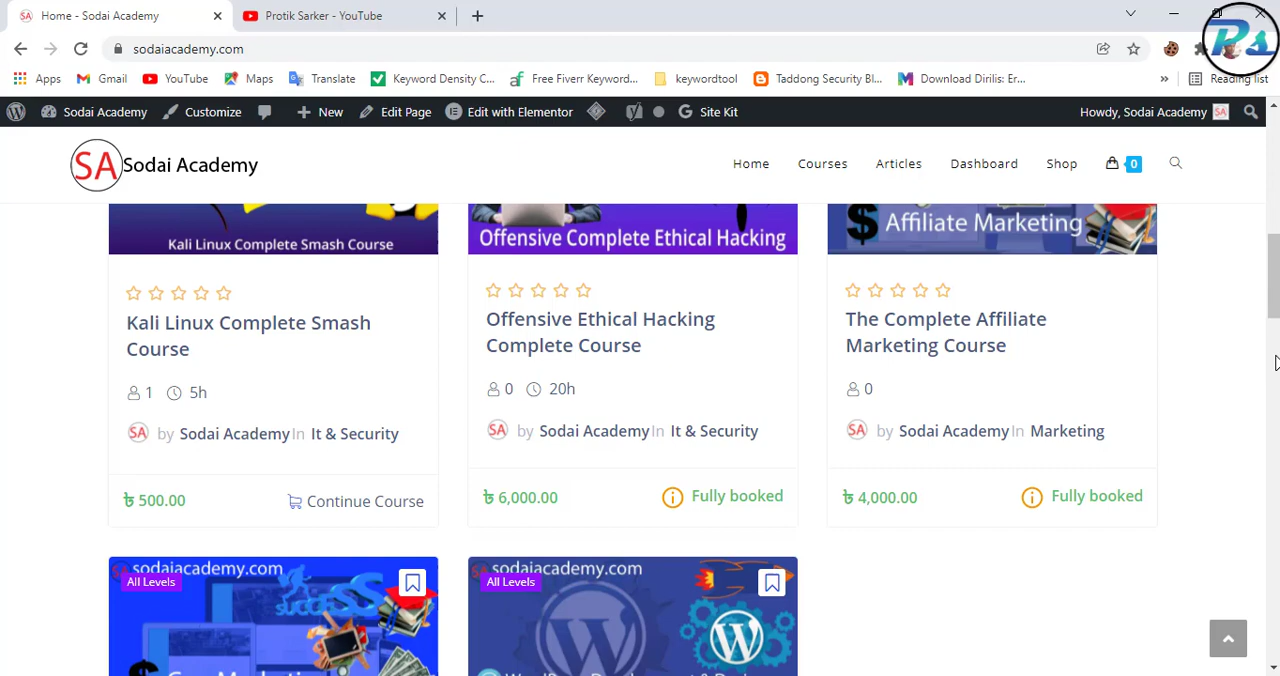 Home - Sodai Academy
Protik Sarker - YouTube
sodaiacademy.com
Apps Gmail YouTube Maps Translate Keyword Density C... Free Fiverr Keyword... keywordtool Taddong Security Bl... Download Dirilis: Er... » Reading list
Sodai Academy Customize New Edit Page Edit with Elementor Site Kit Howdy, Sodai Academy SA
SA Sodai Academy Home Courses Articles Dashboard Shop 0
Kali Linux Complete Smash Course
Offensive Complete Ethical Hacking
$ Affiliate Marketing
Kali Linux Complete Smash
Course
1 5h
SA by Sodai Academy In It & Security
৳ 500.00 Continue Course
Offensive Ethical Hacking
Complete Course
0 20h
SA by Sodai Academy In It & Security
৳ 6,000.00 Fully booked
The Complete Affiliate
Marketing Course
0
SA by Sodai Academy In Marketing
৳ 4,000.00 Fully booked
sodaiacademy.com
All Levels
SUCCESS
sodaiacademy.com
All Levels